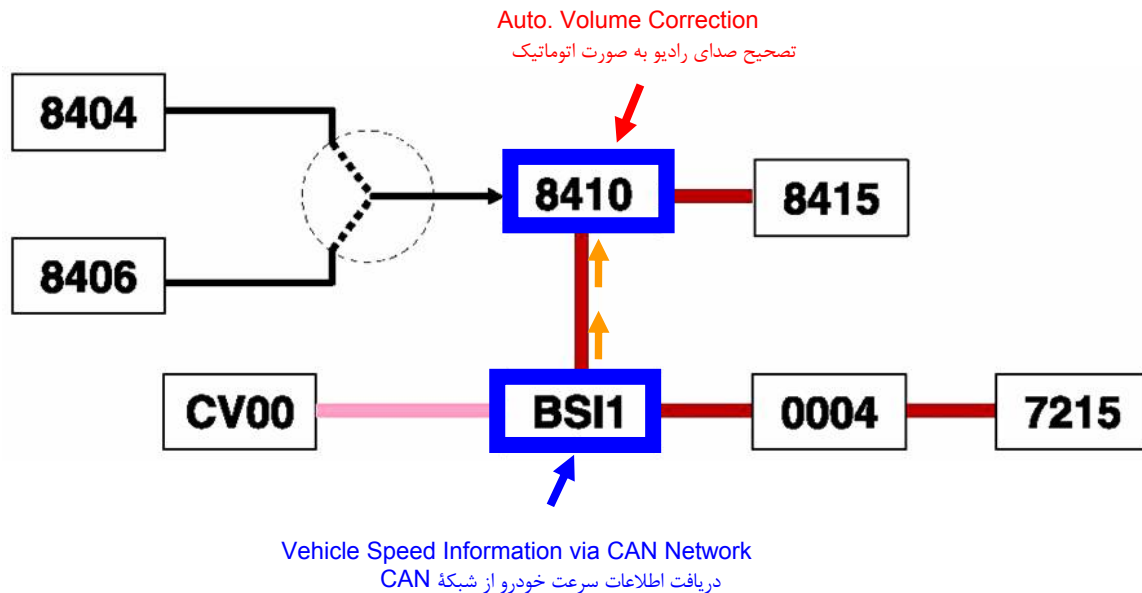 Auto. Volume Correction
تصحیح صدای رادیو به صورت اتوماتیک
8404
8410
8415
8406
CV00
BSI1
0004
7215
Vehicle Speed Information via CAN Network
دریافت اطلاعات سرعت خودرو از شبکهٔ CAN